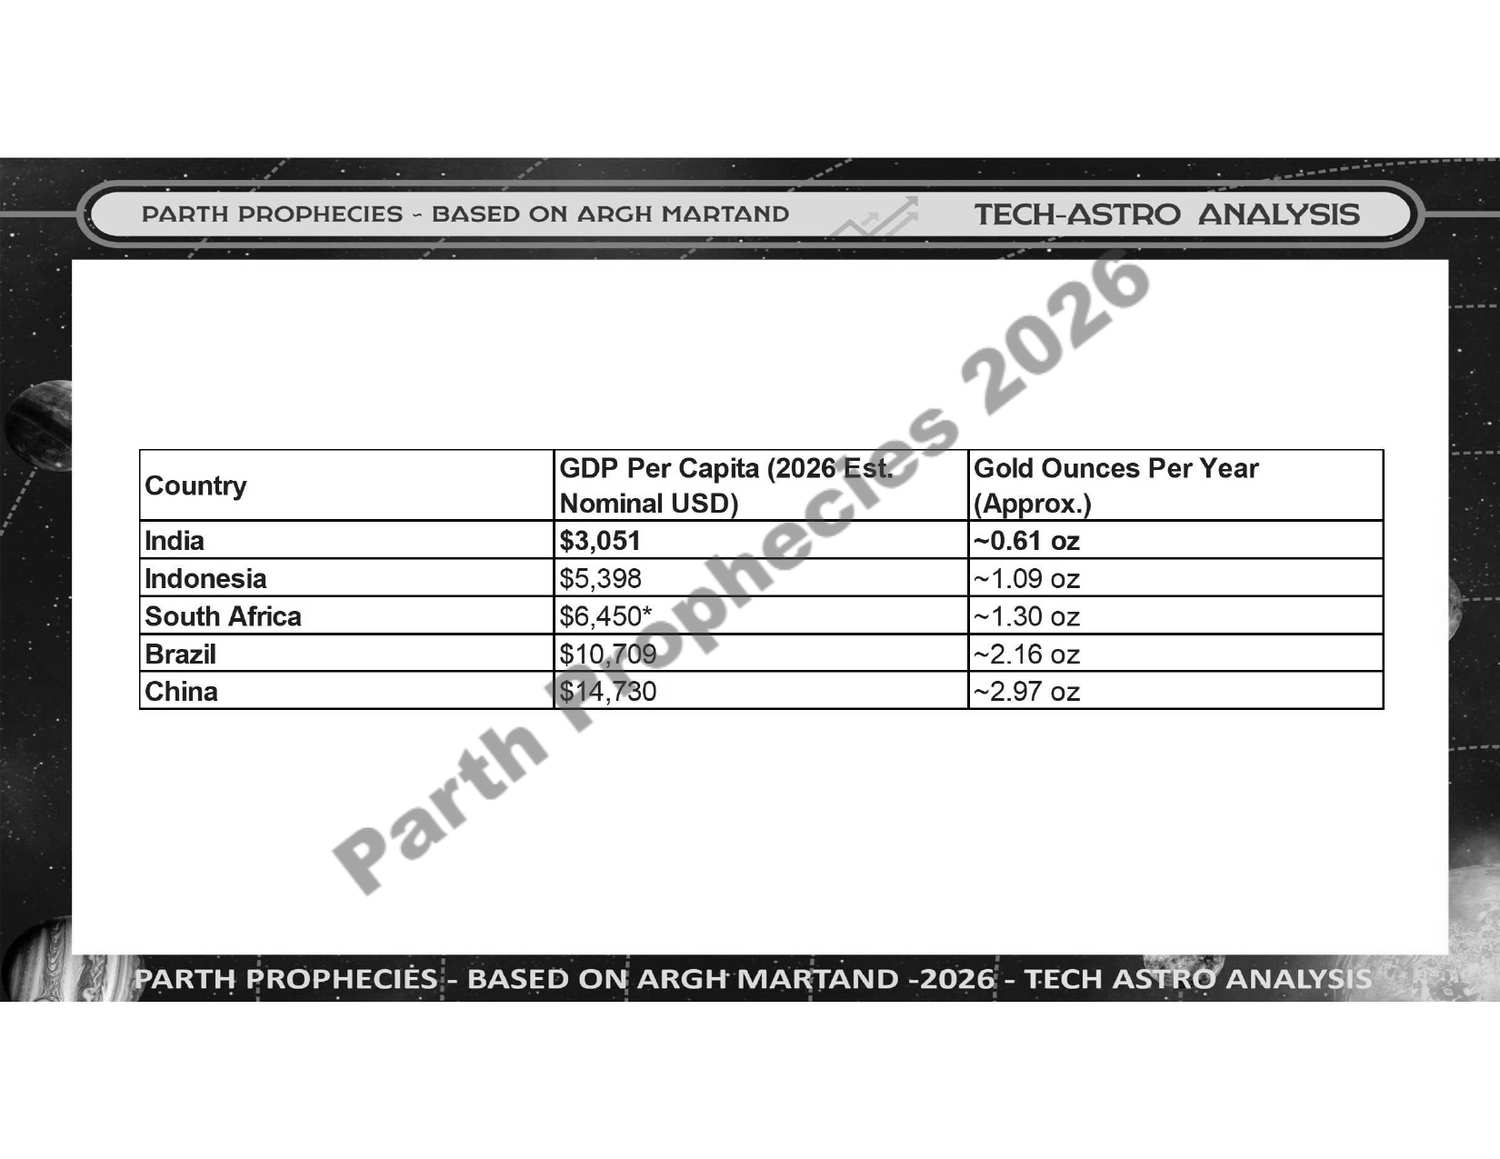 PARTH PROPHECIES ~ BASED ON ARGH MARTAND TECH-ASTRO ANALYSIS
Country GDP Per Capita (2026 Est. Nominal USD) Gold Ounces Per Year (Approx.)
India $3,051 ~0.61 oz
Indonesia $5,398 ~1.09 oz
South Africa $6,450* ~1.30 oz
Brazil $10,709 ~2.16 oz
China $14,730 ~2.97 oz
Parth Prophecies 2026
PARTH PROPHECIES - BASED ON ARGH MARTAND -2026 - TECH ASTRO ANALYSIS